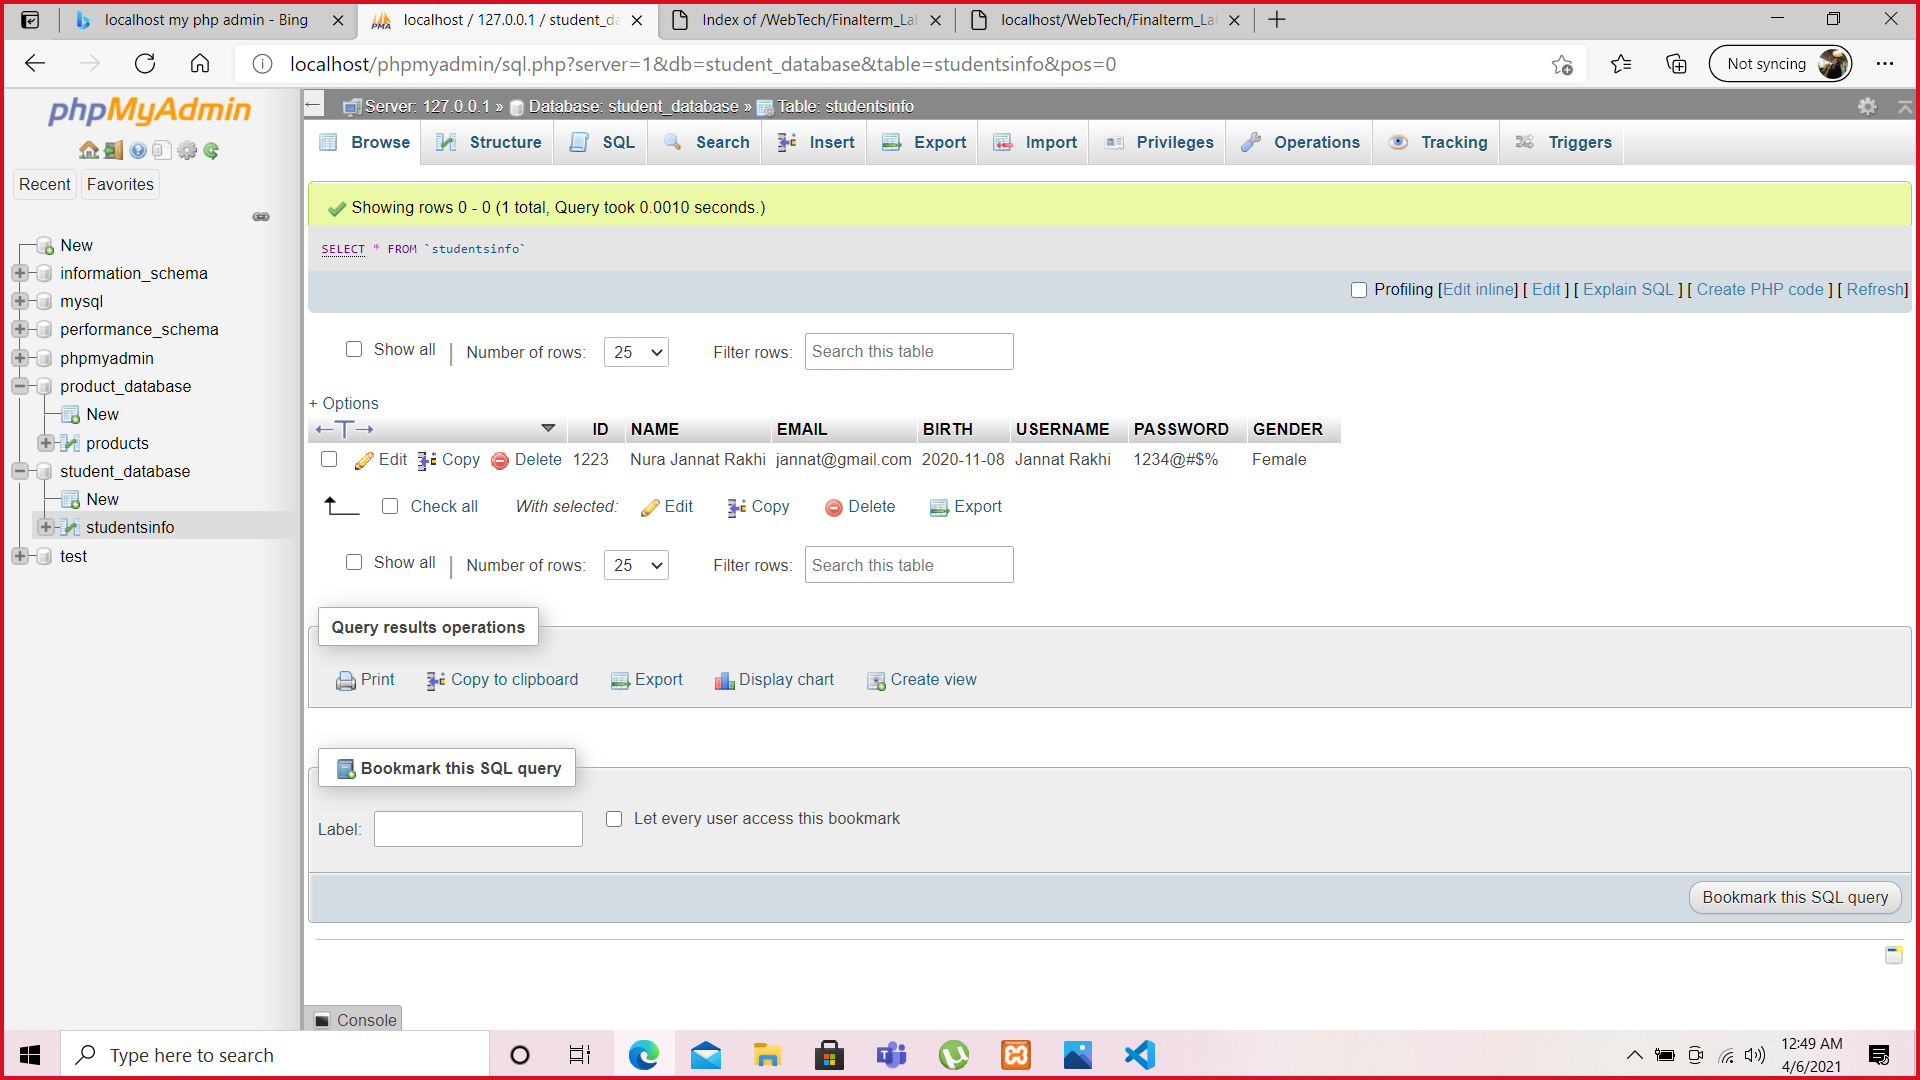 localhost my php admin - Bing
localhost / 127.0.0.1 / student_da
Index of /WebTech/Finalterm_Lab
localhost/WebTech/Finalterm_Lab
localhost/phpmyadmin/sql.php?server=1&db=student_database&table=studentsinfo&pos=0
Not syncing
phpMyAdmin
Recent Favorites
New
information_schema
mysql
performance_schema
phpmyadmin
product_database
New
products
student_database
New
studentsinfo
test
Server: 127.0.0.1 » Database: student_database » Table: studentsinfo
Browse Structure SQL Search Insert Export Import Privileges Operations Tracking Triggers
Showing rows 0 - 0 (1 total, Query took 0.0010 seconds.)
SELECT * FROM `studentsinfo`
Profiling [Edit inline] [ Edit ] [ Explain SQL ] [ Create PHP code ] [ Refresh]
Show all | Number of rows: 25 Filter rows: Search this table
+ Options
←T→ ID NAME EMAIL BIRTH USERNAME PASSWORD GENDER
Edit Copy Delete 1223 Nura Jannat Rakhi jannat@gmail.com 2020-11-08 Jannat Rakhi 1234@#$% Female
Check all With selected: Edit Copy Delete Export
Show all | Number of rows: 25 Filter rows: Search this table
Query results operations
Print Copy to clipboard Export Display chart Create view
Bookmark this SQL query
Label: Let every user access this bookmark
Bookmark this SQL query
Console
Type here to search
12:49 AM
4/6/2021